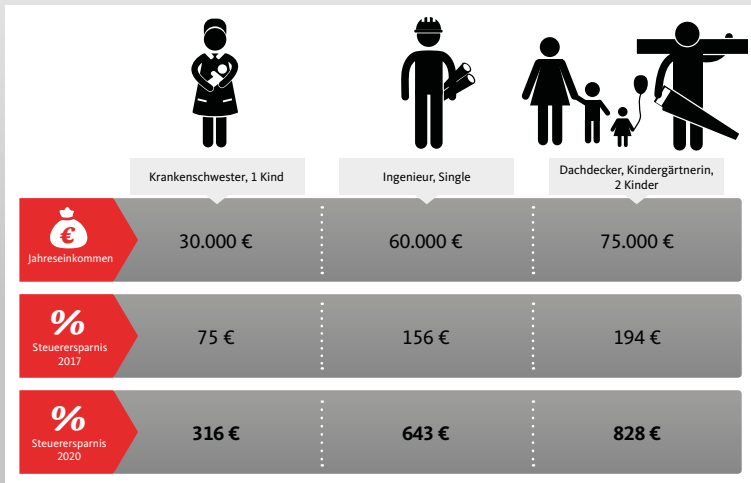 Krankenschwester, 1 Kind
Ingenieur, Single
Dachdecker, Kindergärtnerin,
2 Kinder
€
Jahreseinkommen
30.000 €
60.000 €
75.000 €
%
Steuerersparnis
2017
75 €
156 €
194 €
%
Steuerersparnis
2020
316 €
643 €
828 €